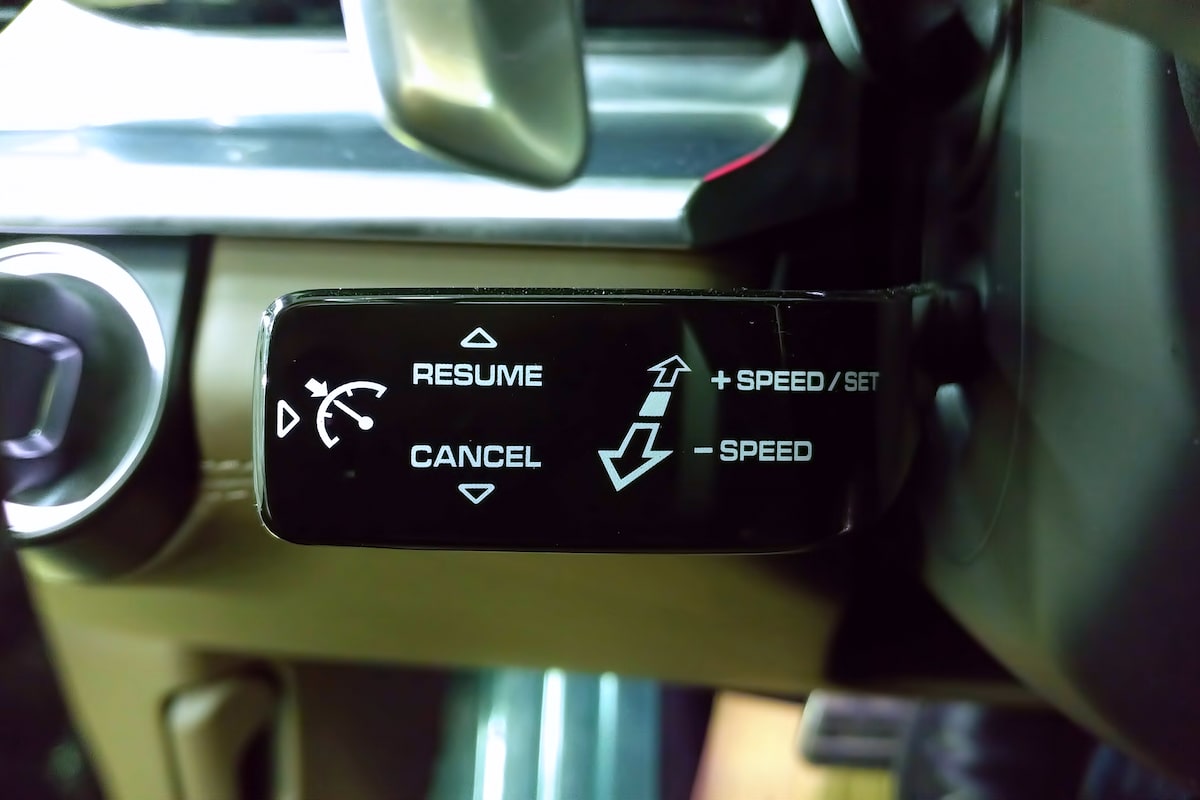 RESUME
+ SPEED / SET
CANCEL
– SPEED